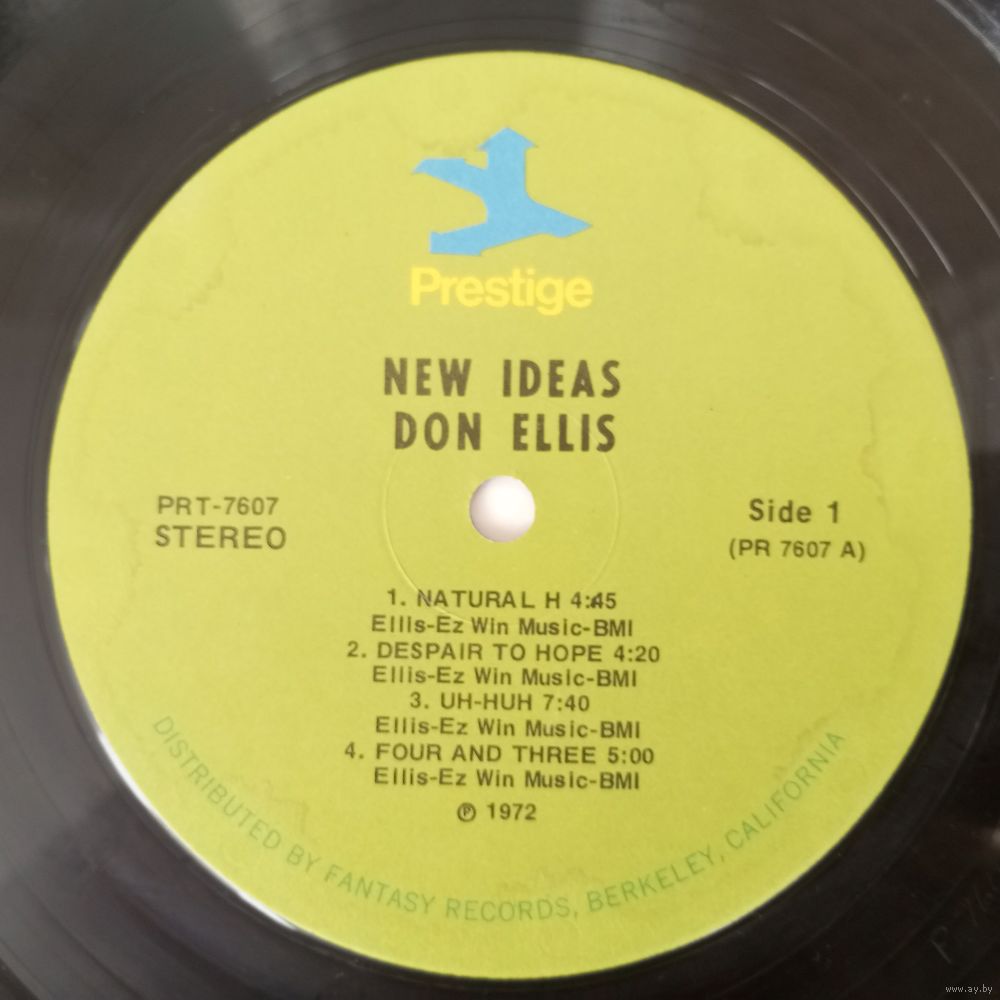 Prestige
NEW IDEAS
DON ELLIS
PRT-7607
STEREO
Side 1
(PR 7607 A)
1. NATURAL H 4:45
Ellis-Ez Win Music-BMI
2. DESPAIR TO HOPE 4:20
Ellis-Ez Win Music-BMI
3. UH-HUH 7:40
Ellis-Ez Win Music-BMI
4. FOUR AND THREE 5:00
Ellis-Ez Win Music-BMI
℗ 1972
DISTRIBUTED BY FANTASY RECORDS, BERKELEY, CALIFORNIA
www.ay.by